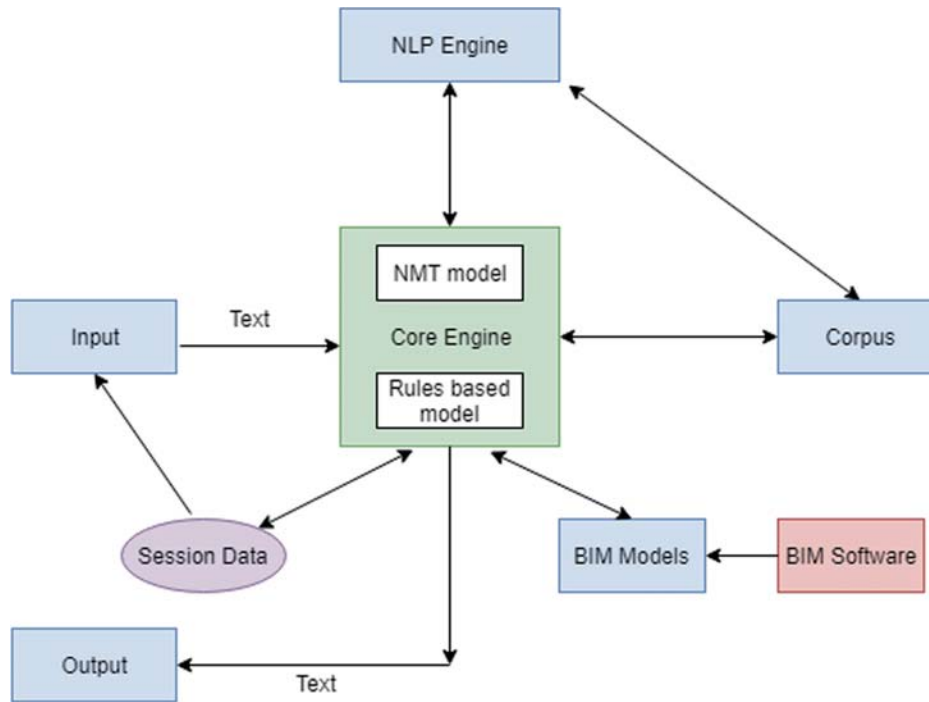 NLP Engine
NMT model
Text
Input
Core Engine
Corpus
Rules based
model
Session Data
BIM Models
BIM Software
Output
Text